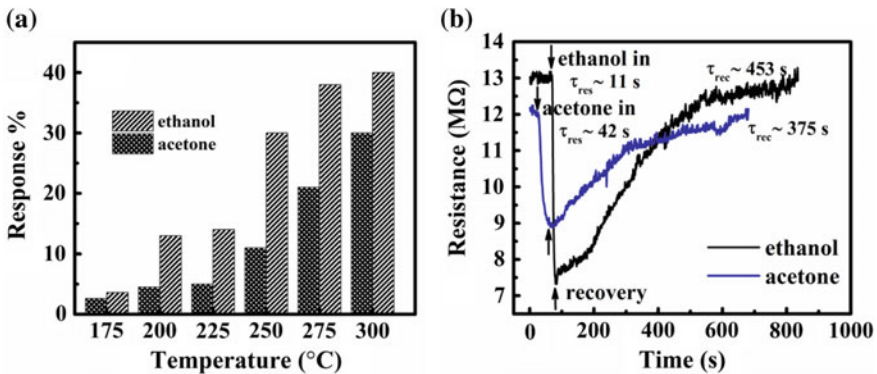 (a)
Response %
40
30
20
10
0
ethanol
acetone
175 200 225 250 275 300
Temperature (°C)
(b)
Resistance (MΩ)
14
13
12
11
10
9
8
7
ethanol in
τres~ 11 s
acetone in
τres~ 42 s
τrec~ 453 s
τrec~ 375 s
recovery
ethanol
acetone
0 200 400 600 800 1000
Time (s)